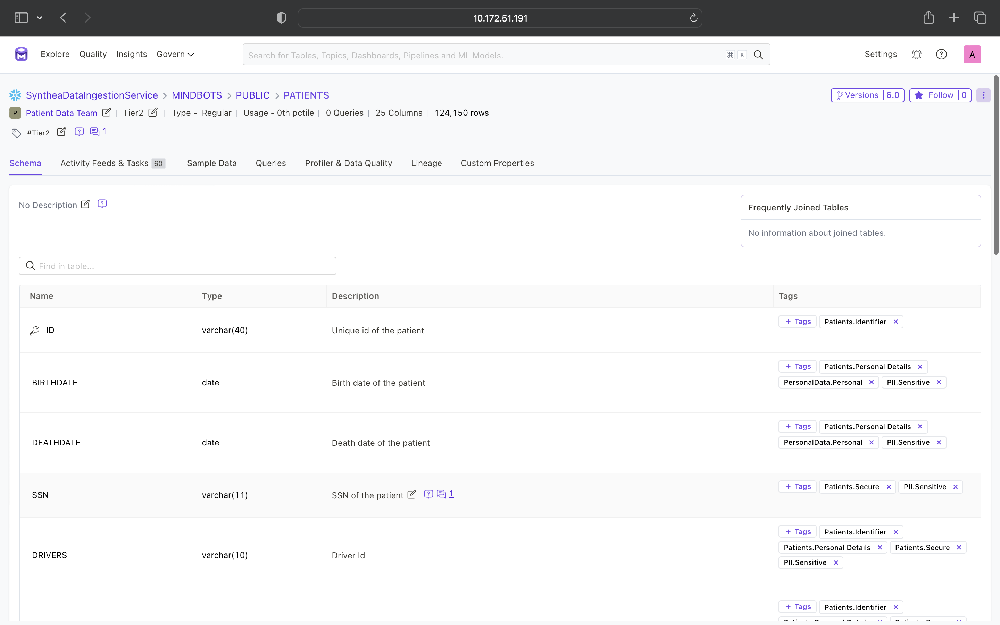 10.172.51.191
Explore Quality Insights Govern Search for Tables, Topics, Dashboards, Pipelines and ML Models. ⌘ K Settings A
SyntheaDataIngestionService > MINDBOTS > PUBLIC > PATIENTS Versions | 6.0 Follow | 0
P Patient Data Team | Tier2 | Type - Regular | Usage - 0th pctile | 0 Queries | 25 Columns | 124,150 rows
#Tier2 1
Schema Activity Feeds & Tasks 60 Sample Data Queries Profiler & Data Quality Lineage Custom Properties
No Description
Frequently Joined Tables
No information about joined tables.
Find in table...
Name Type Description Tags
ID varchar(40) Unique id of the patient + Tags Patients.Identifier ×
BIRTHDATE date Birth date of the patient + Tags Patients.Personal Details ×
PersonalData.Personal × PII.Sensitive ×
DEATHDATE date Death date of the patient + Tags Patients.Personal Details ×
PersonalData.Personal × PII.Sensitive ×
SSN varchar(11) SSN of the patient 1 + Tags Patients.Secure × PII.Sensitive ×
DRIVERS varchar(10) Driver Id + Tags Patients.Identifier ×
Patients.Personal Details × Patients.Secure ×
PII.Sensitive ×
+ Tags Patients.Identifier ×